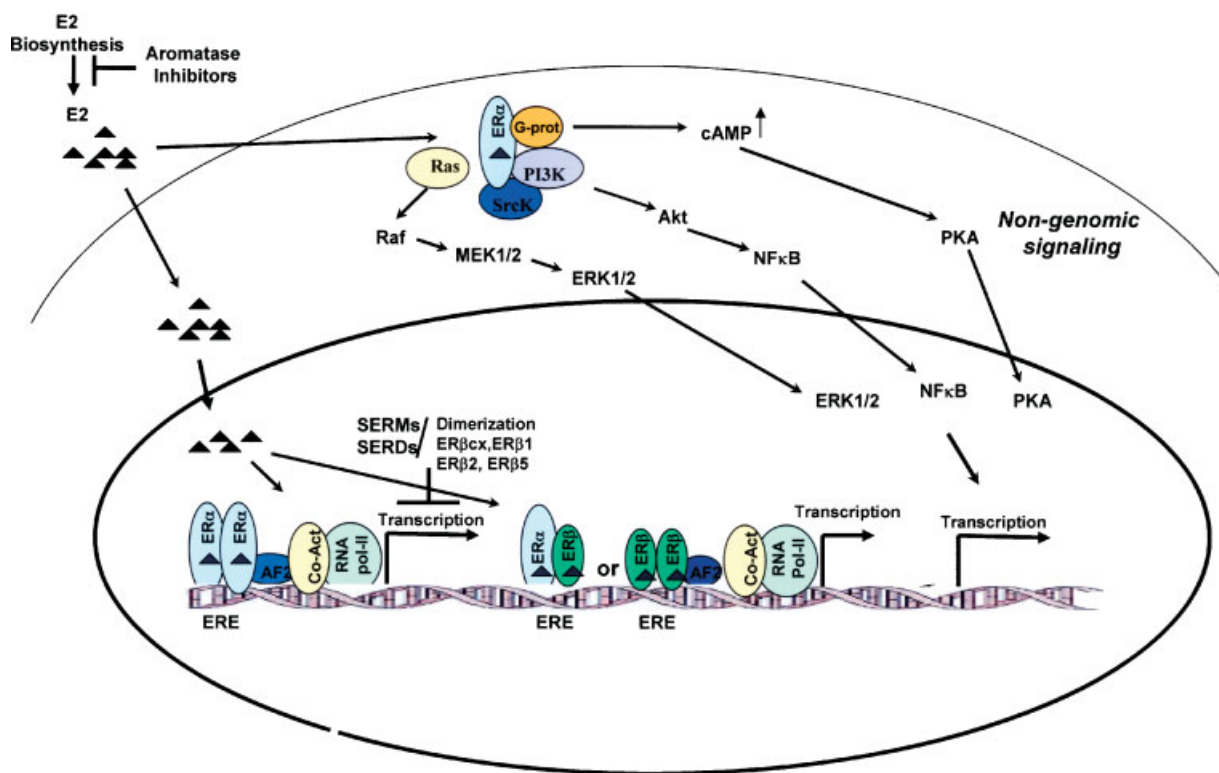 E2
Biosynthesis
Aromatase
Inhibitors
E2
ERα
G-prot
cAMP
Ras
PI3K
SrcK
Raf
MEK1/2
ERK1/2
Akt
NFκB
PKA
Non-genomic
signaling
ERK1/2
NFκB
PKA
SERMs
SERDs
Dimerization
ERβcx,ERβ1
ERβ2, ERβ5
Transcription
ERα
ERα
AF2
Co-Act
RNA
pol-II
ERα
ERβ
or
ERβ
ERβ
AF2
Co-Act
RNA
Pol-II
Transcription
Transcription
ERE
ERE
ERE